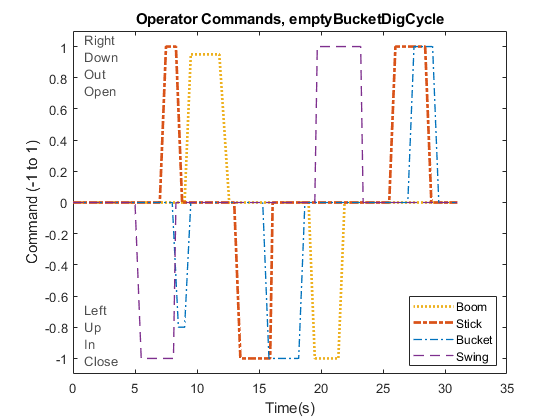 Operator Commands, emptyBucketDigCycle
Right
Down
Out
Open
1
0.8
0.6
0.4
0.2
0
-0.2
-0.4
-0.6
-0.8
-1
Command (-1 to 1)
Left
Up
In
Close
Boom
Stick
Bucket
Swing
0 5 10 15 20 25 30 35
Time(s)